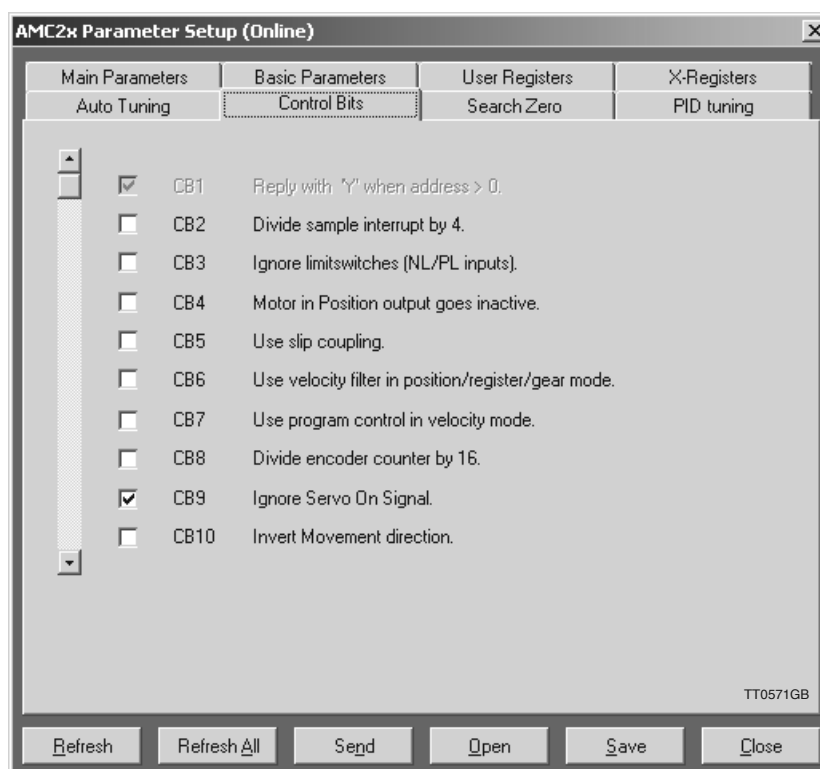 AMC2x Parameter Setup (Online)
Main Parameters Basic Parameters User Registers X-Registers
Auto Tuning Control Bits Search Zero PID tuning
CB1 Reply with 'Y' when address > 0.
CB2 Divide sample interrupt by 4.
CB3 Ignore limitswitches (NL/PL inputs).
CB4 Motor in Position output goes inactive.
CB5 Use slip coupling.
CB6 Use velocity filter in position/register/gear mode.
CB7 Use program control in velocity mode.
CB8 Divide encoder counter by 16.
CB9 Ignore Servo On Signal.
CB10 Invert Movement direction.
TT0571GB
Refresh Refresh All Send Open Save Close